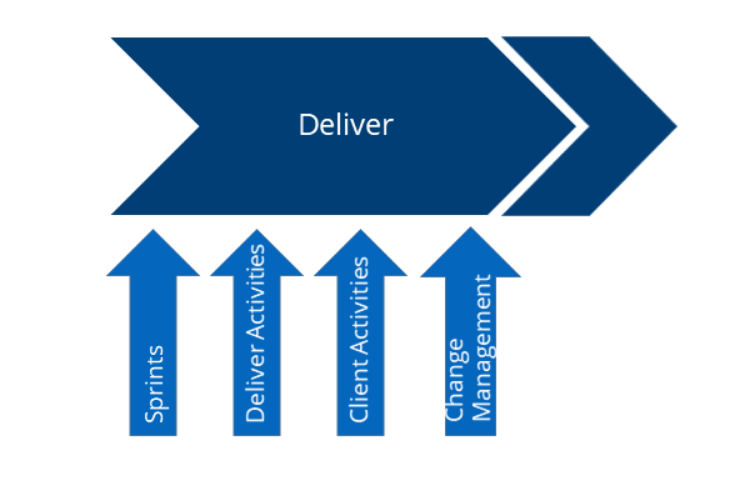 Deliver
Sprints
Deliver Activities
Client Activities
Change
Management